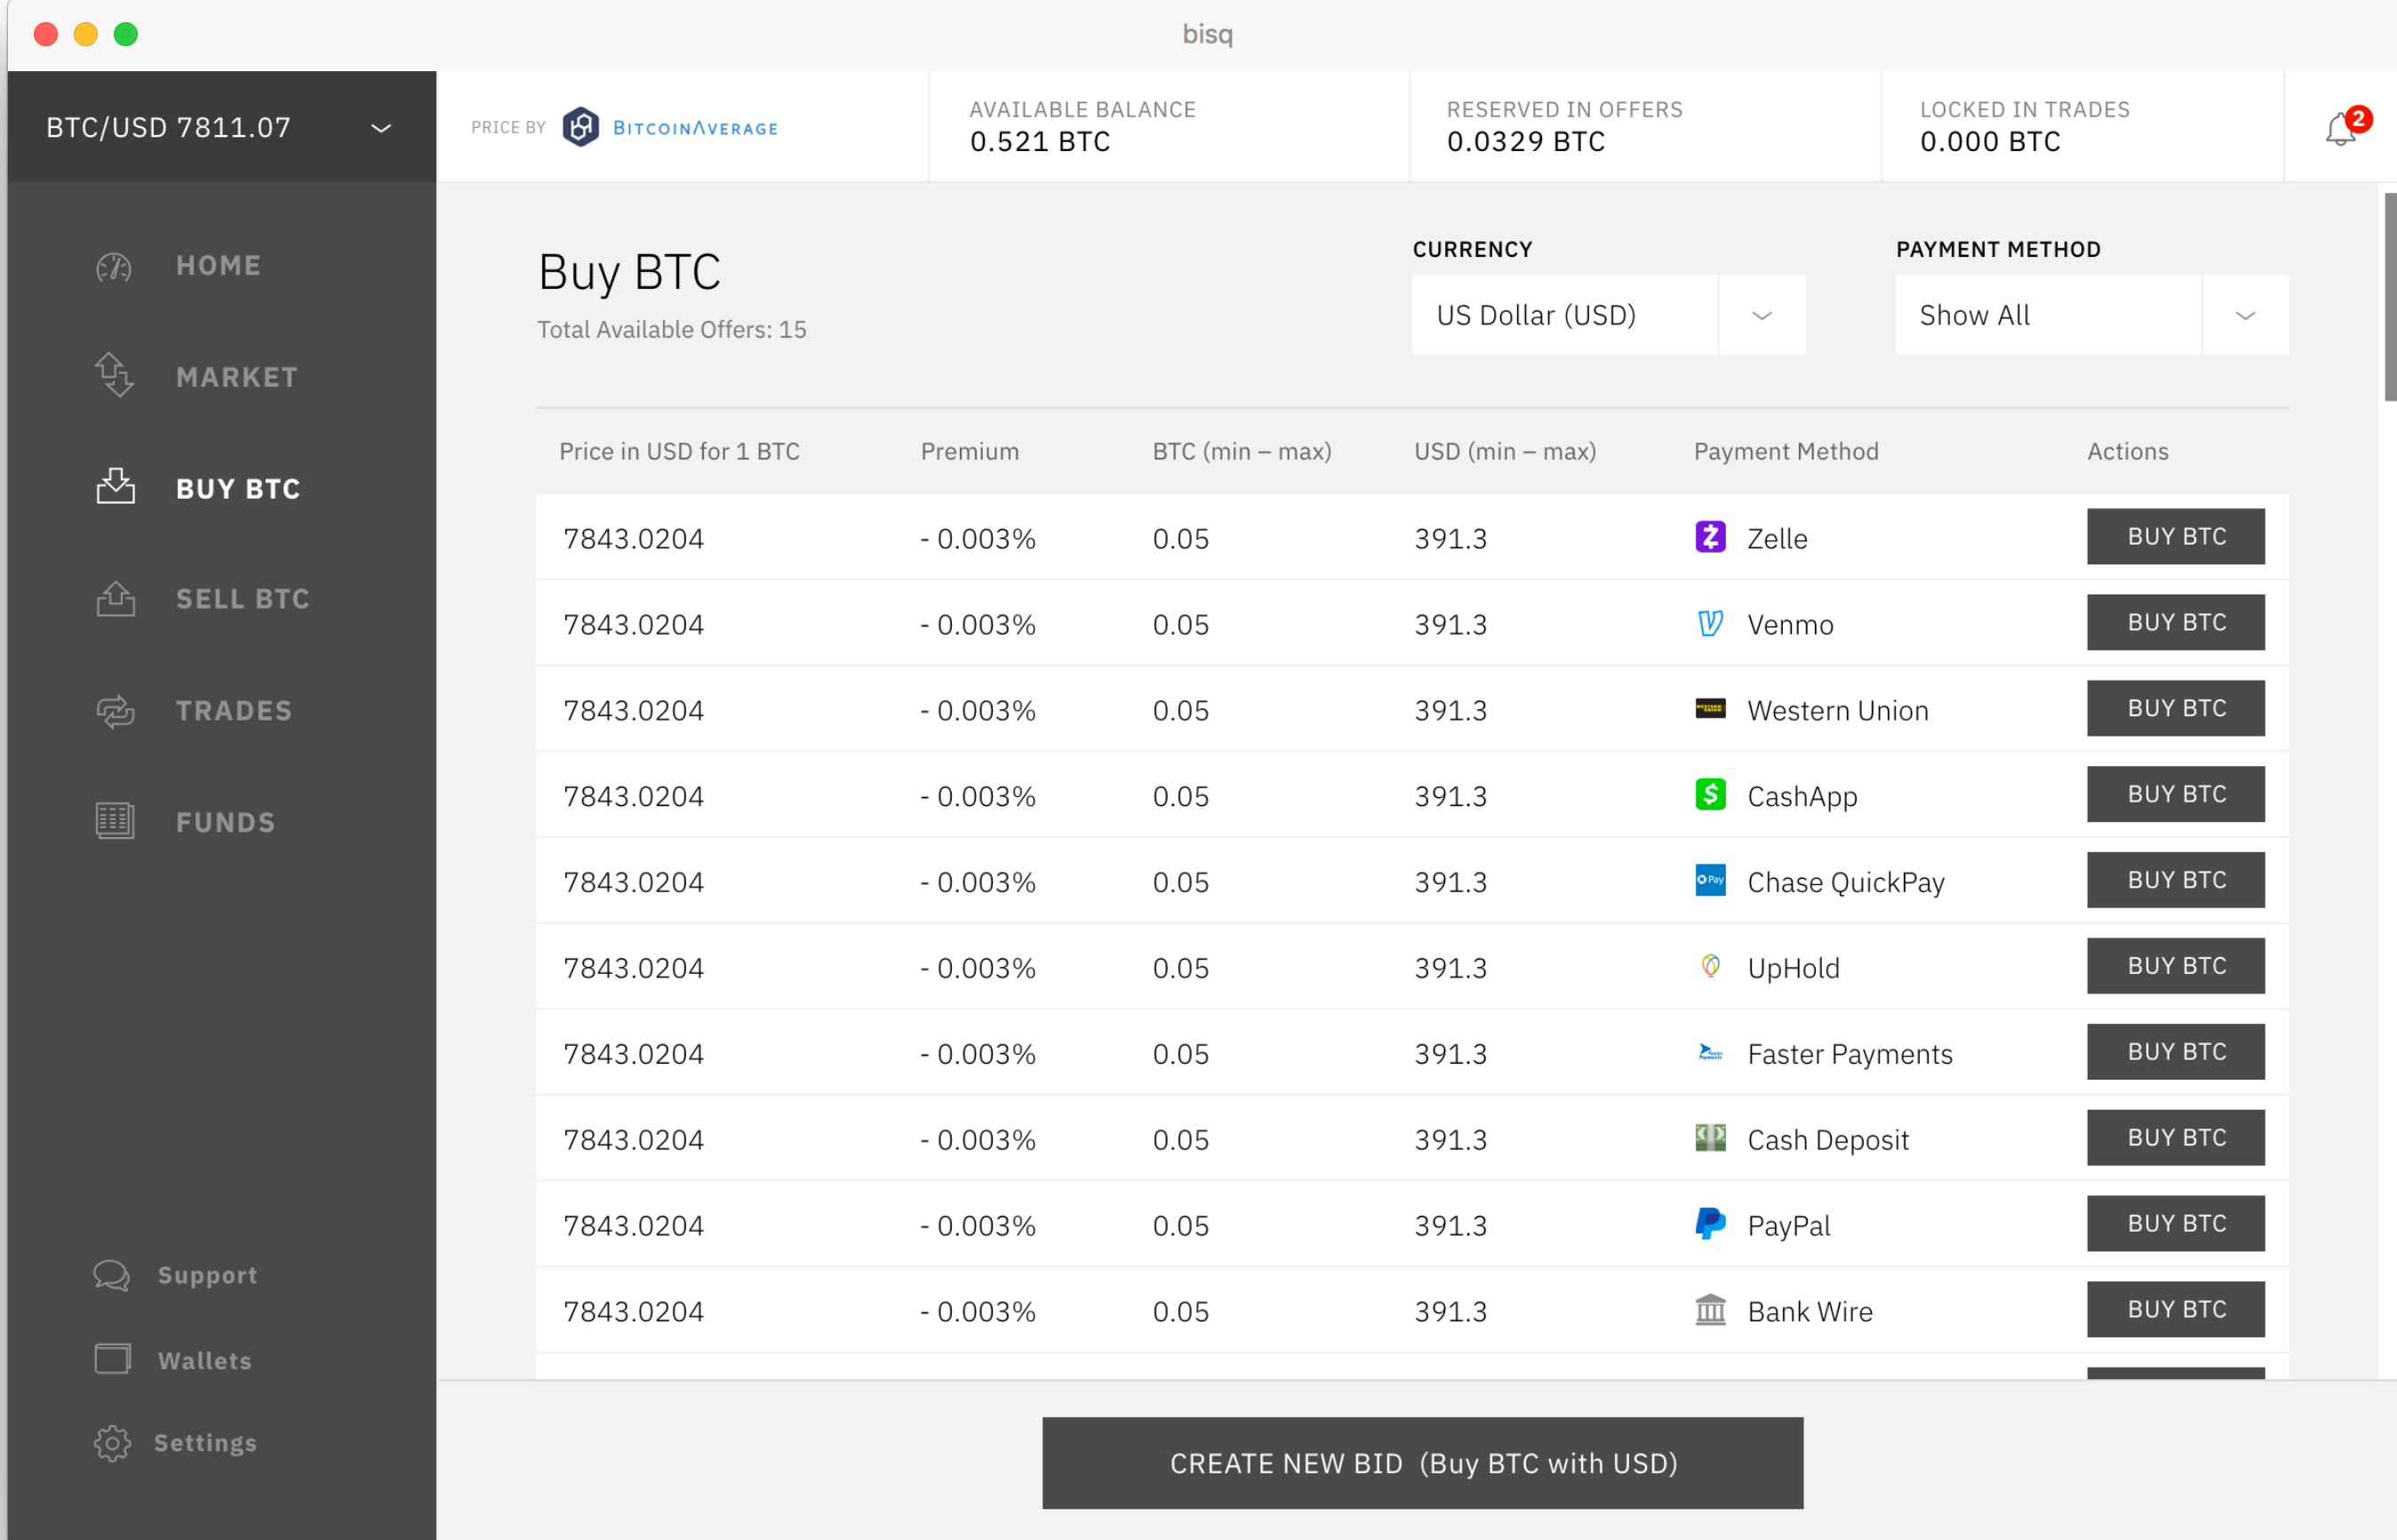 bisq
BTC/USD 7811.07
PRICE BY BITCOINAVERAGE
AVAILABLE BALANCE
0.521 BTC
RESERVED IN OFFERS
0.0329 BTC
LOCKED IN TRADES
0.000 BTC
2
HOME
MARKET
BUY BTC
SELL BTC
TRADES
FUNDS
Support
Wallets
Settings
Buy BTC
Total Available Offers: 15
CURRENCY
US Dollar (USD)
PAYMENT METHOD
Show All
Price in USD for 1 BTC Premium BTC (min – max) USD (min – max) Payment Method Actions
7843.0204 - 0.003% 0.05 391.3 Zelle BUY BTC
7843.0204 - 0.003% 0.05 391.3 Venmo BUY BTC
7843.0204 - 0.003% 0.05 391.3 WESTERN UNION Western Union BUY BTC
7843.0204 - 0.003% 0.05 391.3 $ CashApp BUY BTC
7843.0204 - 0.003% 0.05 391.3 Pay Chase QuickPay BUY BTC
7843.0204 - 0.003% 0.05 391.3 UpHold BUY BTC
7843.0204 - 0.003% 0.05 391.3 Faster Payments Faster Payments BUY BTC
7843.0204 - 0.003% 0.05 391.3 Cash Deposit BUY BTC
7843.0204 - 0.003% 0.05 391.3 PayPal BUY BTC
7843.0204 - 0.003% 0.05 391.3 Bank Wire BUY BTC
CREATE NEW BID (Buy BTC with USD)